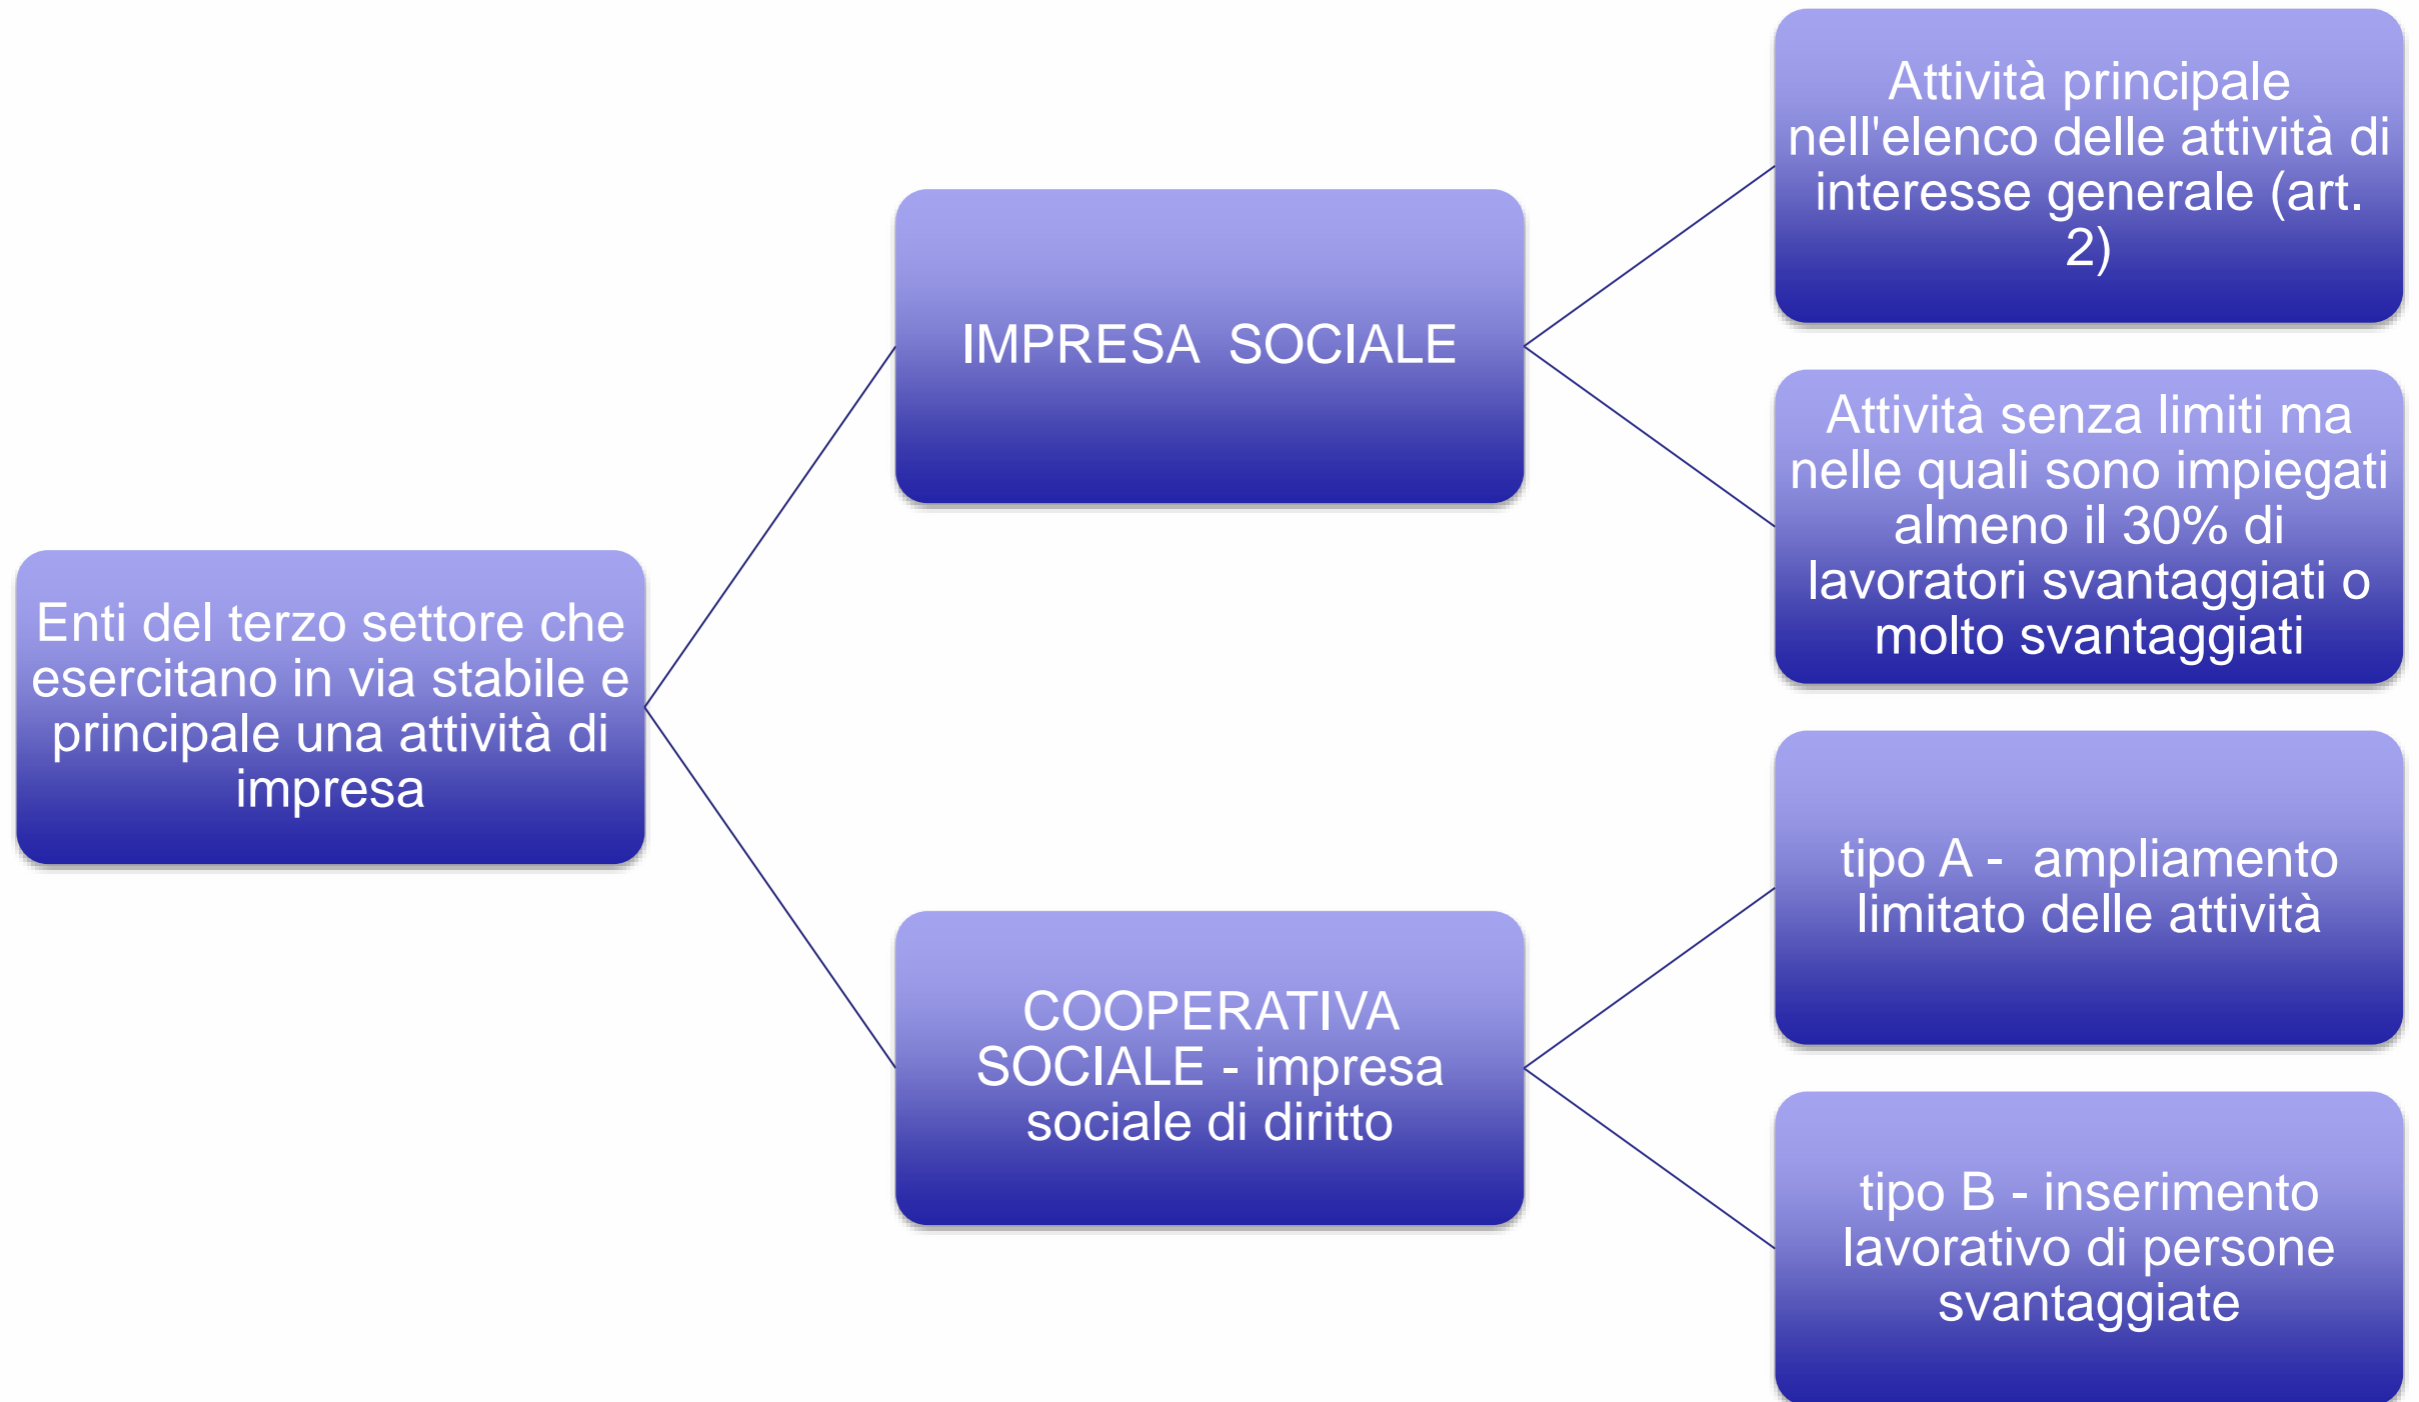 Enti del terzo settore che
esercitano in via stabile e
principale una attività di
impresa
IMPRESA  SOCIALE
Attività principale
nell'elenco delle attività di
interesse generale (art.
2)
Attività senza limiti ma
nelle quali sono impiegati
almeno il 30% di
lavoratori svantaggiati o
molto svantaggiati
COOPERATIVA
SOCIALE - impresa
sociale di diritto
tipo A -  ampliamento
limitato delle attività
tipo B - inserimento
lavorativo di persone
svantaggiate